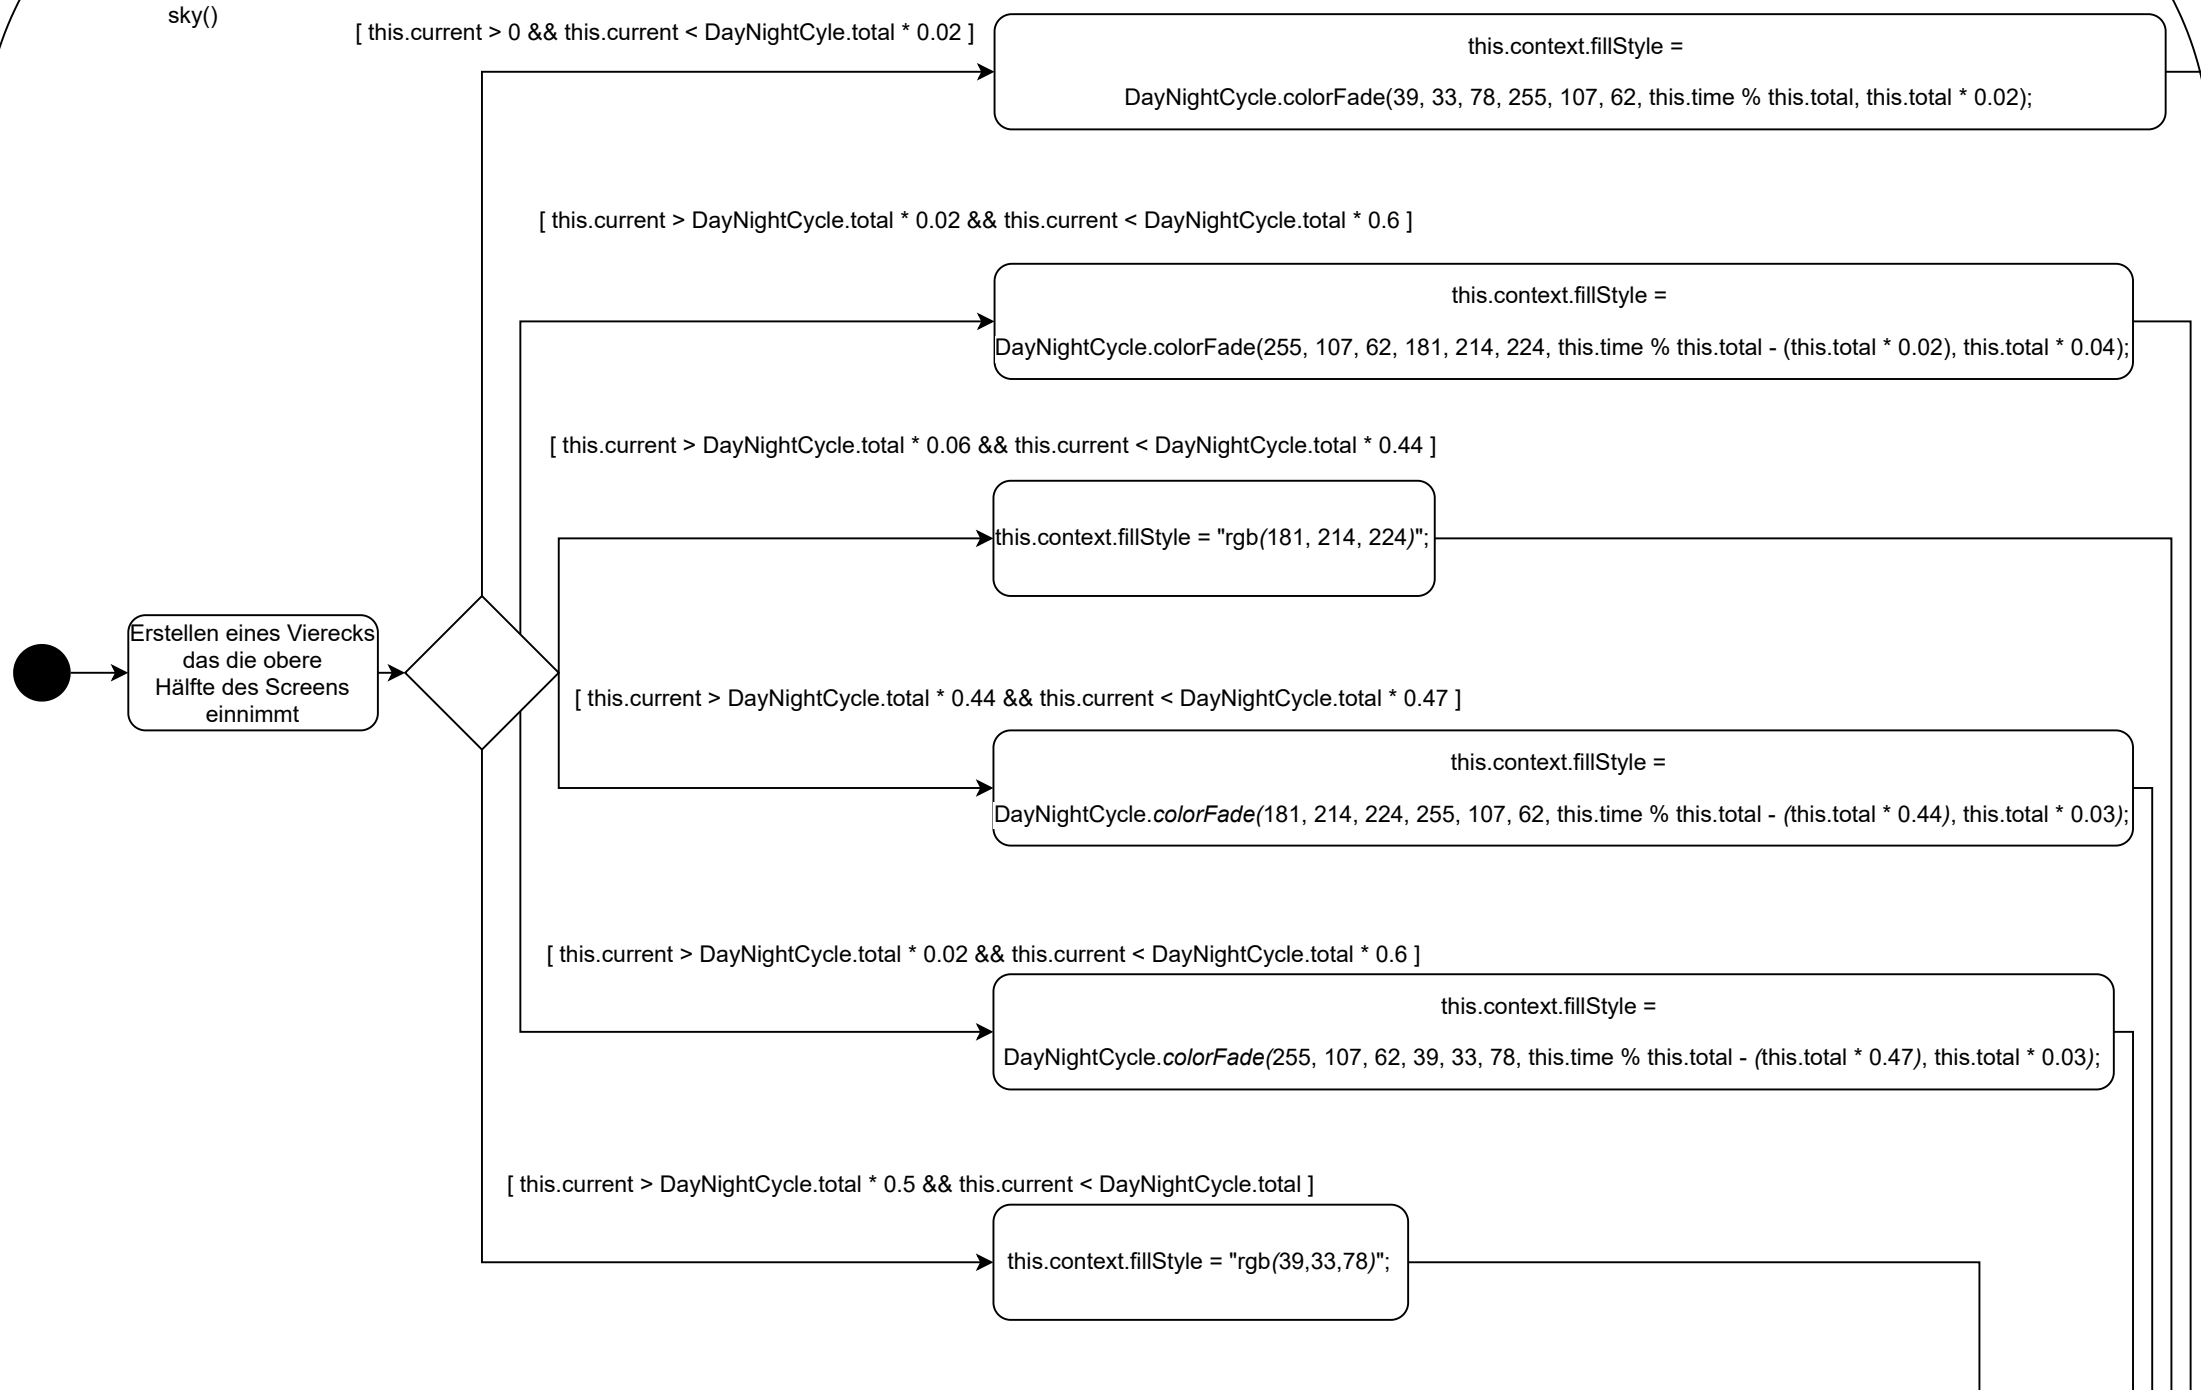 sky()
[ this.current > 0 && this.current < DayNightCyle.total * 0.02 ]
this.context.fillStyle =
DayNightCycle.colorFade(39, 33, 78, 255, 107, 62, this.time % this.total, this.total * 0.02);
[ this.current > DayNightCycle.total * 0.02 && this.current < DayNightCycle.total * 0.6 ]
this.context.fillStyle =
DayNightCycle.colorFade(255, 107, 62, 181, 214, 224, this.time % this.total - (this.total * 0.02), this.total * 0.04);
[ this.current > DayNightCycle.total * 0.06 && this.current < DayNightCycle.total * 0.44 ]
this.context.fillStyle = "rgb(181, 214, 224)";
Erstellen eines Vierecks
das die obere
Hälfte des Screens
einnimmt
[ this.current > DayNightCycle.total * 0.44 && this.current < DayNightCycle.total * 0.47 ]
this.context.fillStyle =
DayNightCycle.colorFade(181, 214, 224, 255, 107, 62, this.time % this.total - (this.total * 0.44), this.total * 0.03);
[ this.current > DayNightCycle.total * 0.02 && this.current < DayNightCycle.total * 0.6 ]
this.context.fillStyle =
DayNightCycle.colorFade(255, 107, 62, 39, 33, 78, this.time % this.total - (this.total * 0.47), this.total * 0.03);
[ this.current > DayNightCycle.total * 0.5 && this.current < DayNightCycle.total ]
this.context.fillStyle = "rgb(39,33,78)";